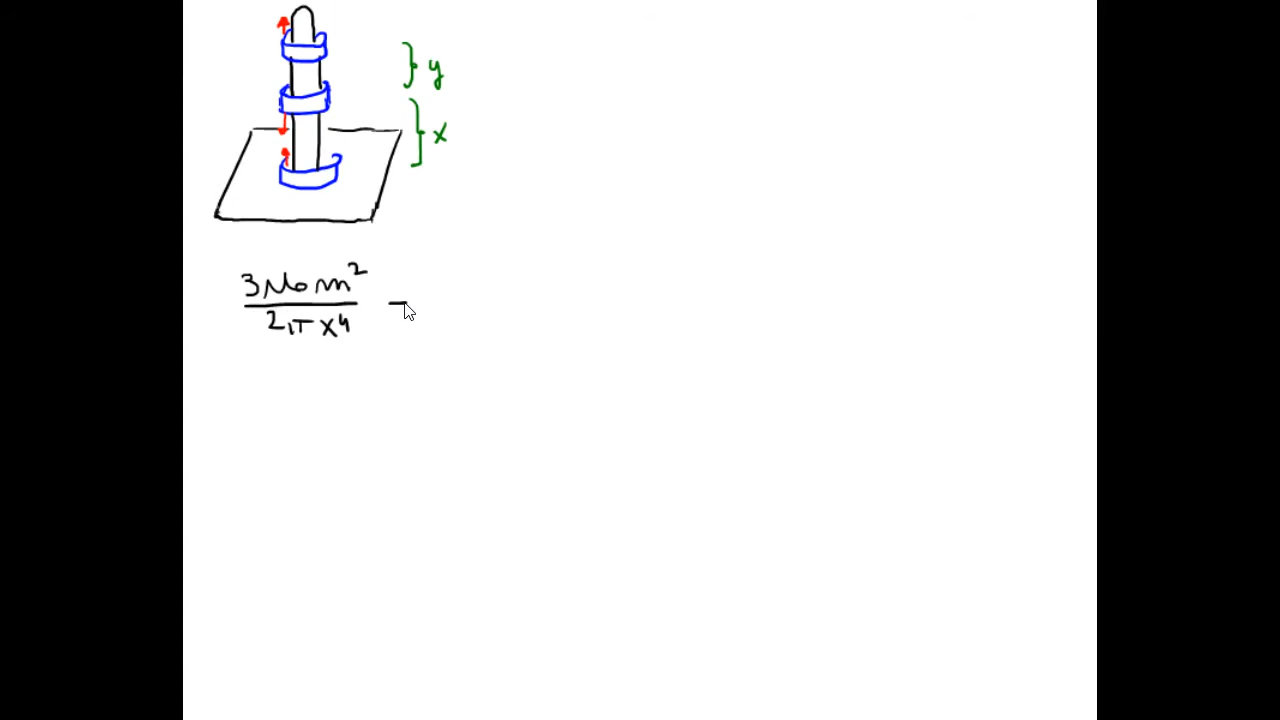 } y
} x
3μ₀m²
2πx⁴ −